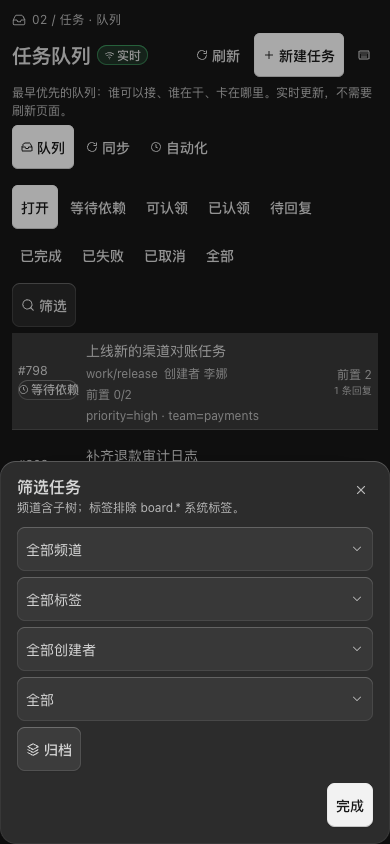 02 / 任务 · 队列
任务队列 实时 刷新 + 新建任务
最早优先的队列：谁可以接、谁在干、卡在哪里。实时更新，不需要
刷新页面。
队列 同步 自动化
打开 等待依赖 可认领 已认领 待回复
已完成 已失败 已取消 全部
筛选
上线新的渠道对账任务
#798
work/release 创建者 李娜
前置 2
等待依赖
前置 0/2
1 条回复
priority=high · team=payments
补齐退款审计日志
筛选任务
频道含子树；标签排除 board.* 系统标签。
全部频道
全部标签
全部创建者
全部
归档
完成